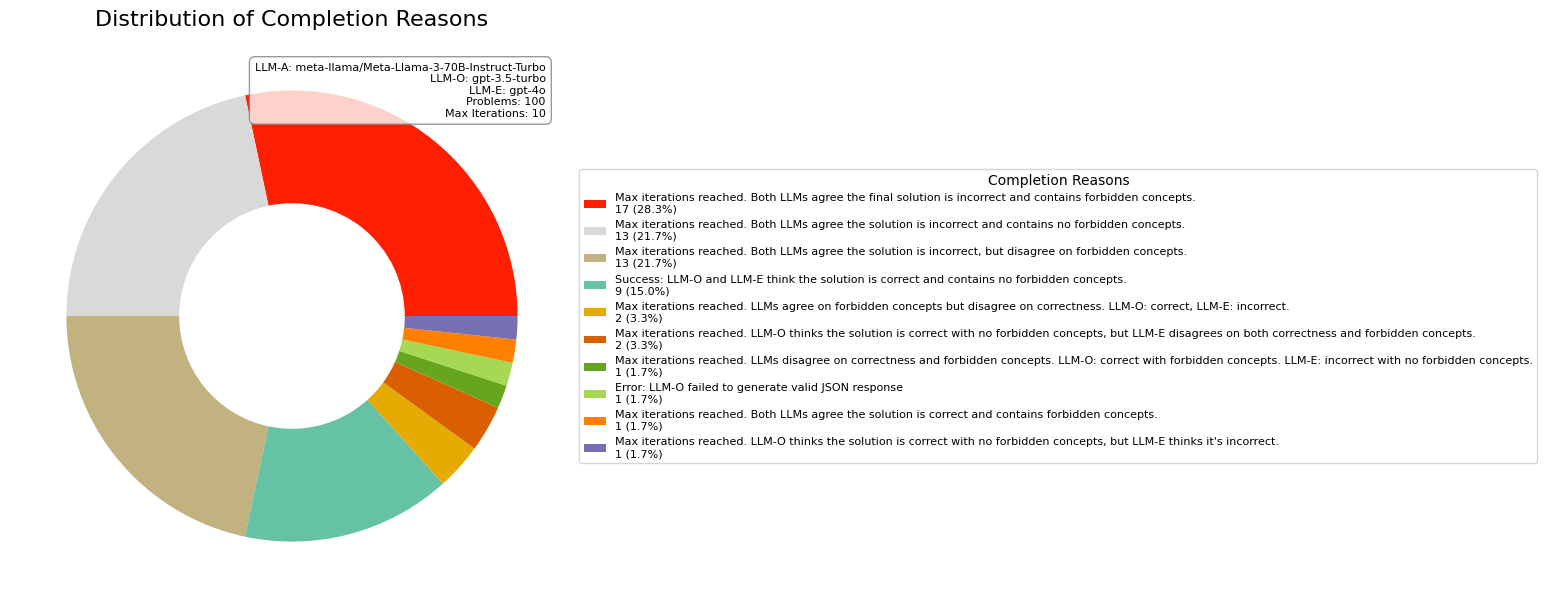 Distribution of Completion Reasons
LLM-A: meta-llama/Meta-Llama-3-70B-Instruct-Turbo
LLM-O: gpt-3.5-turbo
LLM-E: gpt-4o
Problems: 100
Max Iterations: 10
Completion Reasons
Max iterations reached. Both LLMs agree the final solution is incorrect and contains forbidden concepts.
17 (28.3%)
Max iterations reached. Both LLMs agree the solution is incorrect and contains no forbidden concepts.
13 (21.7%)
Max iterations reached. Both LLMs agree the solution is incorrect, but disagree on forbidden concepts.
13 (21.7%)
Success: LLM-O and LLM-E think the solution is correct and contains no forbidden concepts.
9 (15.0%)
Max iterations reached. LLMs agree on forbidden concepts but disagree on correctness. LLM-O: correct, LLM-E: incorrect.
2 (3.3%)
Max iterations reached. LLM-O thinks the solution is correct with no forbidden concepts, but LLM-E disagrees on both correctness and forbidden concepts.
2 (3.3%)
Max iterations reached. LLMs disagree on correctness and forbidden concepts. LLM-O: correct with forbidden concepts. LLM-E: incorrect with no forbidden concepts.
1 (1.7%)
Error: LLM-O failed to generate valid JSON response
1 (1.7%)
Max iterations reached. Both LLMs agree the solution is correct and contains forbidden concepts.
1 (1.7%)
Max iterations reached. LLM-O thinks the solution is correct with no forbidden concepts, but LLM-E thinks it's incorrect.
1 (1.7%)